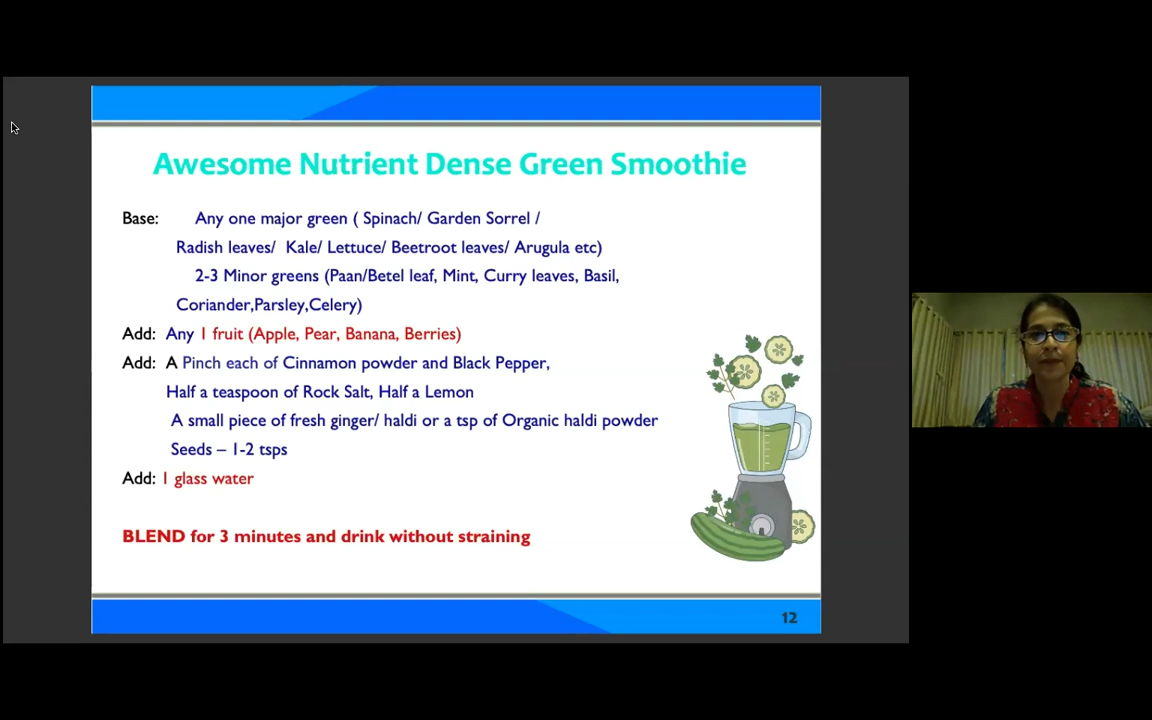 Awesome Nutrient Dense Green Smoothie
Base: Any one major green ( Spinach/ Garden Sorrel /
Radish leaves/ Kale/ Lettuce/ Beetroot leaves/ Arugula etc)
2-3 Minor greens (Paan/Betel leaf, Mint, Curry leaves, Basil,
Coriander,Parsley,Celery)
Add: Any 1 fruit (Apple, Pear, Banana, Berries)
Add: A Pinch each of Cinnamon powder and Black Pepper,
Half a teaspoon of Rock Salt, Half a Lemon
A small piece of fresh ginger/ haldi or a tsp of Organic haldi powder
Seeds – 1-2 tsps
Add: 1 glass water
BLEND for 3 minutes and drink without straining
12